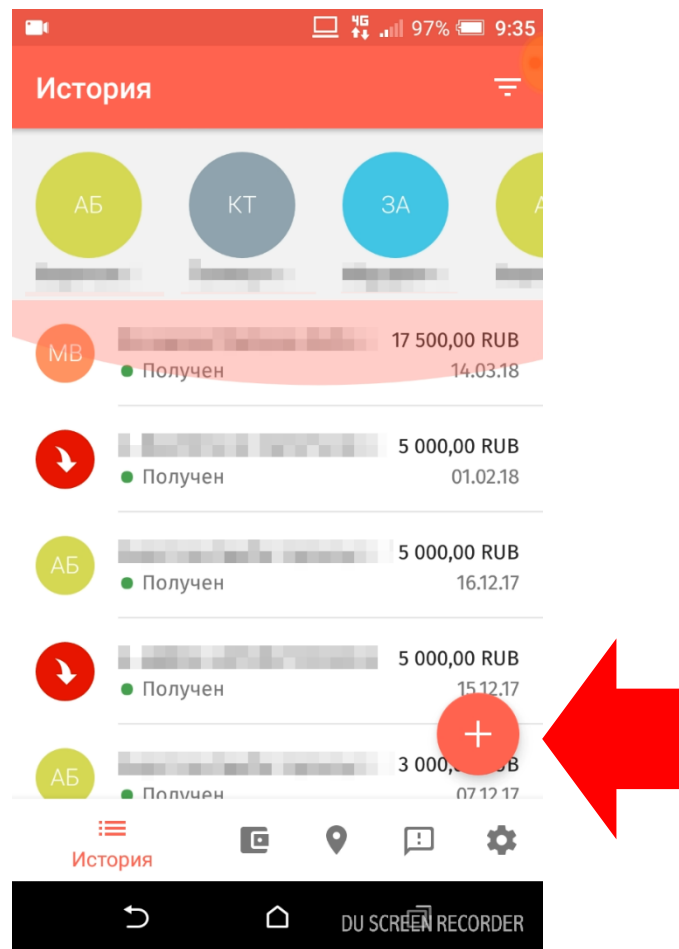 4G 97% 9:35
История
АБ КТ ЗА
17 500,00 RUB
МВ
Получен 14.03.18
5 000,00 RUB
Получен 01.02.18
5 000,00 RUB
АБ
Получен 16.12.17
5 000,00 RUB
Получен 15.12.17
АБ
Получен 07.12.17
История
DU SCREEN RECORDER